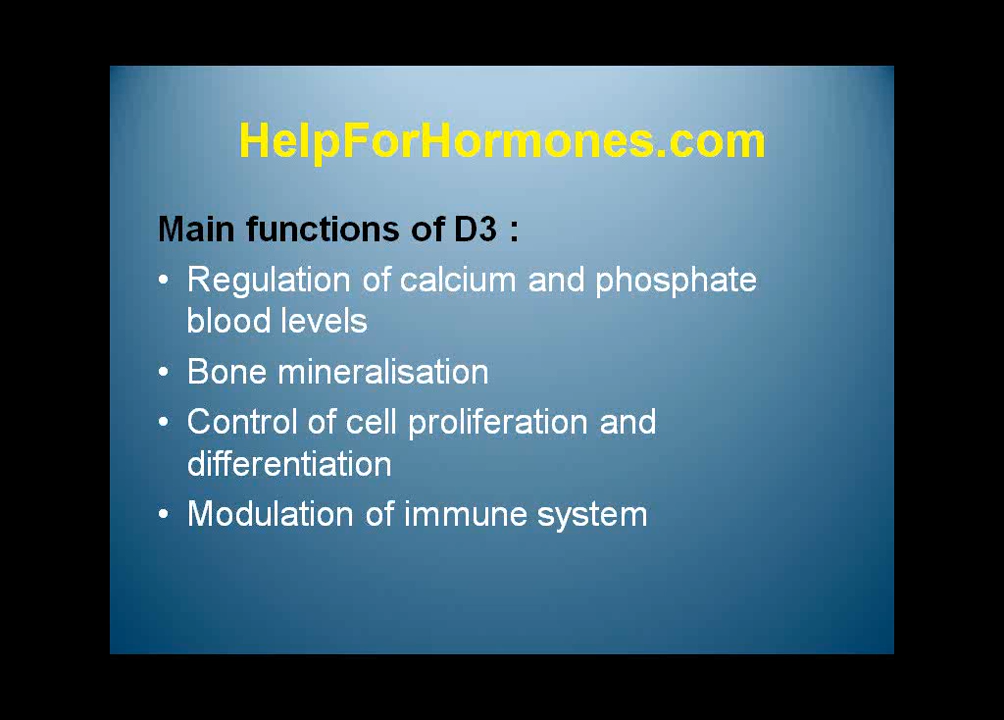 HelpForHormones.com
Main functions of D3 :
• Regulation of calcium and phosphate
blood levels
• Bone mineralisation
• Control of cell proliferation and
differentiation
• Modulation of immune system